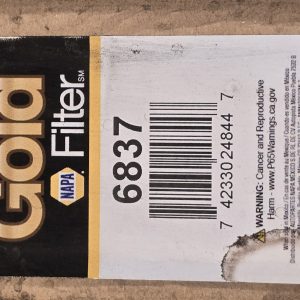 Gold
NAPA Filter SM
6837
7 42330 24844 7
⚠ WARNING: Cancer and Reproductive
Harm - www.P65Warnings.ca.gov